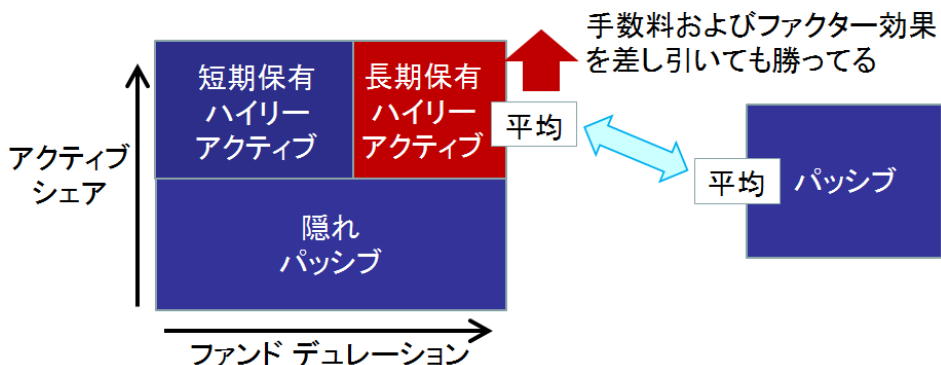 手数料およびファクター効果
を差し引いても勝ってる
短期保有
ハイリー
アクティブ
長期保有
ハイリー
アクティブ
平均
アクティブ
シェア
平均
パッシブ
隠れ
パッシブ
ファンド デュレーション